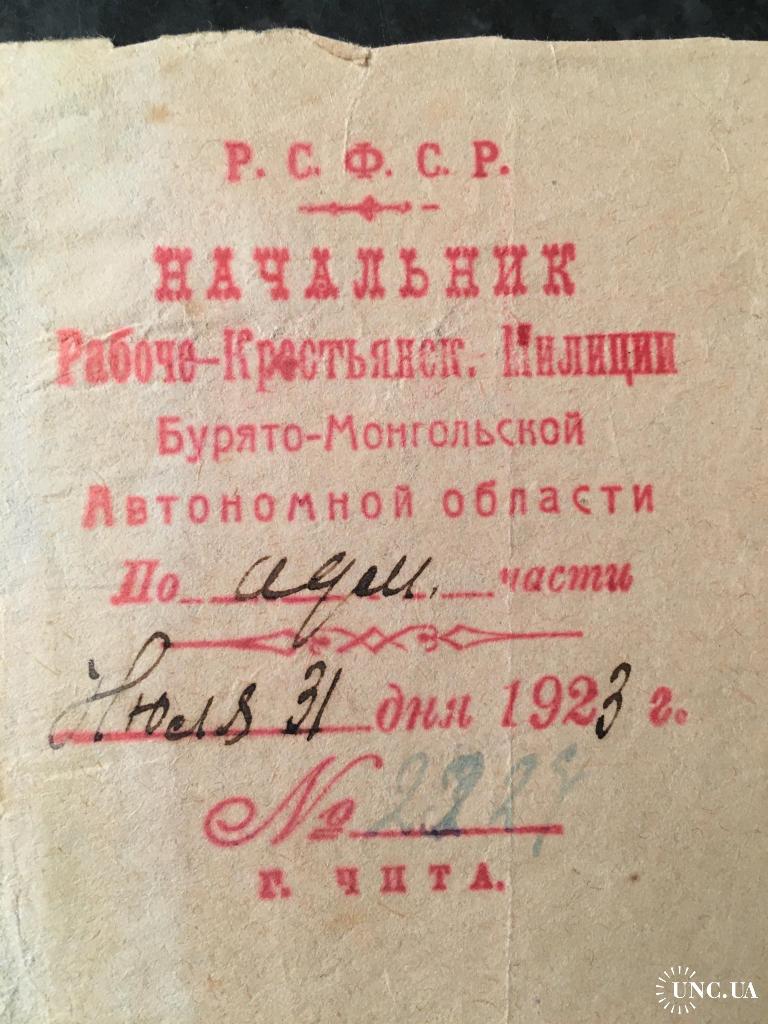 Р. С. Ф. С. Р.
НАЧАЛЬНИК
Рабоче-Крестьянск. Милиции
Бурято-Монгольской
Автономной области
По адм. части
Июля 31 дня 1923 г.
№ 2227
г. ЧИТА.
UNC.UA